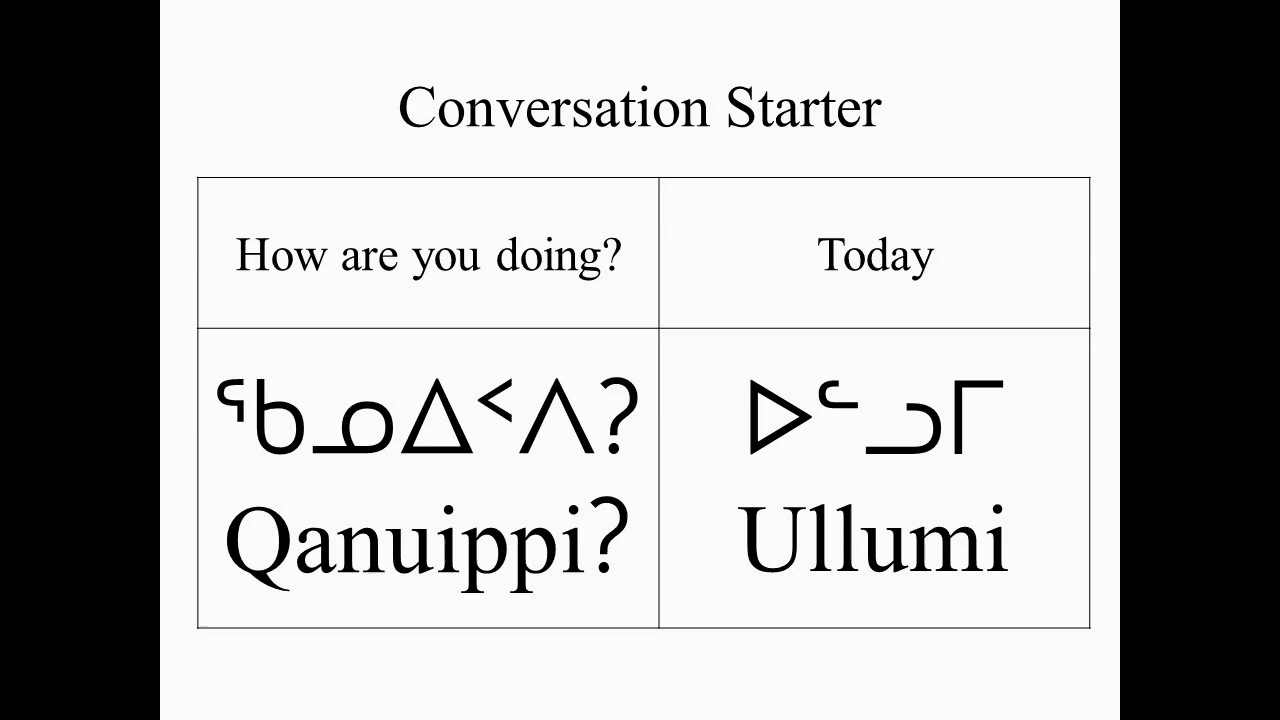 Conversation Starter
How are you doing?
Today
ᖃᓄᐃᑉᐱ?
Qanuippi?
ᐅᓪᓗᒥ
Ullumi